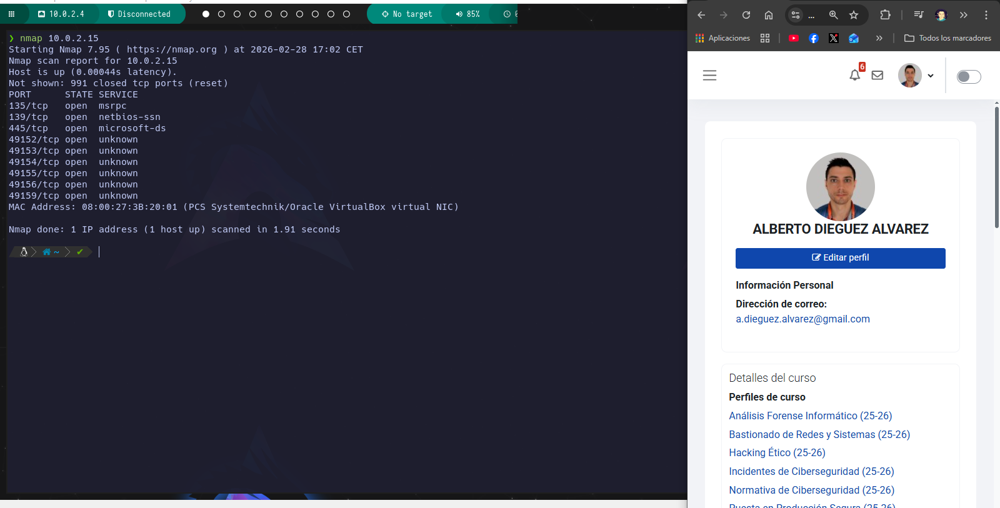 10.0.2.4
Disconnected
No target
85%
❯ nmap 10.0.2.15
Starting Nmap 7.95 ( https://nmap.org ) at 2026-02-28 17:02 CET
Nmap scan report for 10.0.2.15
Host is up (0.00044s latency).
Not shown: 991 closed tcp ports (reset)
PORT      STATE SERVICE
135/tcp   open  msrpc
139/tcp   open  netbios-ssn
445/tcp   open  microsoft-ds
49152/tcp open  unknown
49153/tcp open  unknown
49154/tcp open  unknown
49155/tcp open  unknown
49156/tcp open  unknown
49159/tcp open  unknown
MAC Address: 08:00:27:3B:20:01 (PCS Systemtechnik/Oracle VirtualBox virtual NIC)
Nmap done: 1 IP address (1 host up) scanned in 1.91 seconds
~
...
Aplicaciones
Todos los marcadores
6
ALBERTO DIEGUEZ ALVAREZ
Editar perfil
Información Personal
Dirección de correo:
a.dieguez.alvarez@gmail.com
Detalles del curso
Perfiles de curso
Análisis Forense Informático (25-26)
Bastionado de Redes y Sistemas (25-26)
Hacking Ético (25-26)
Incidentes de Ciberseguridad (25-26)
Normativa de Ciberseguridad (25-26)
Puesta en Producción Segura (25-26)